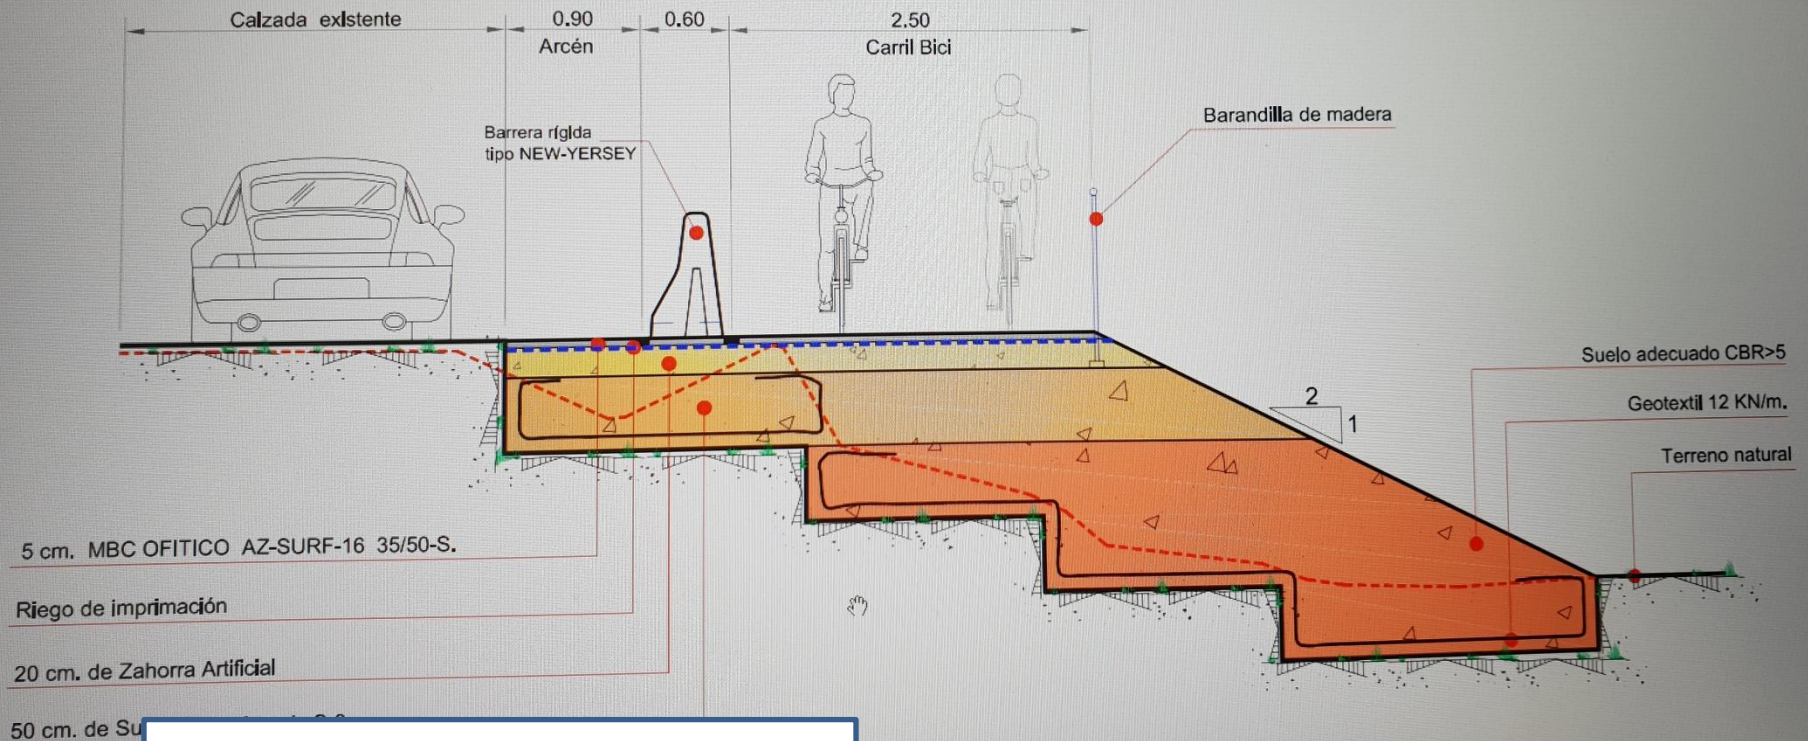 Calzada existente
0.90
0.60
2.50
Arcén
Carril Bici
Barrera rígida
tipo NEW-YERSEY
Barandilla de madera
Suelo adecuado CBR>5
2
1
Geotextil 12 KN/m.
Terreno natural
5 cm. MBC OFITICO AZ-SURF-16 35/50-S.
Riego de imprimación
20 cm. de Zahorra Artificial
50 cm. de